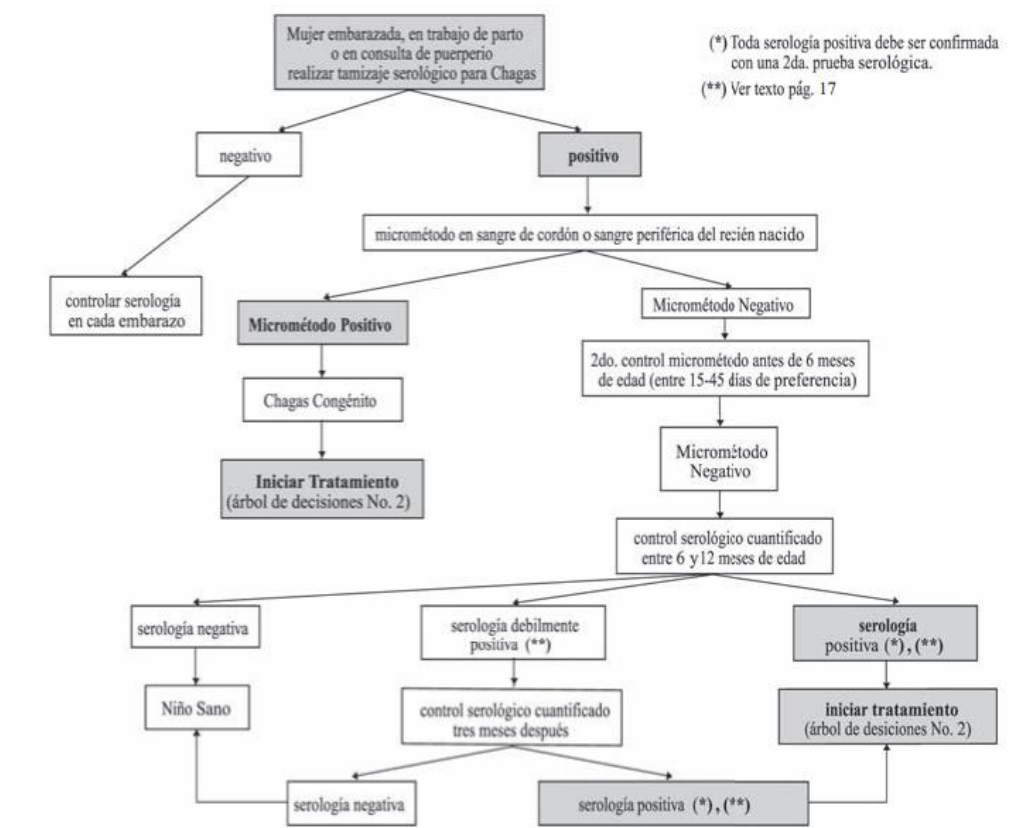 Mujer embarazada, en trabajo de parto
o en consulta de puerperio
realizar tamizaje serológico para Chagas
(*) Toda serología positiva debe ser confirmada
con una 2da. prueba serológica.
(**) Ver texto pág. 17
negativo
positivo
micrométodo en sangre de cordón o sangre periférica del recién nacido
controlar serología
en cada embarazo
Micrométodo Positivo
Micrométodo Negativo
2do. control micrométodo antes de 6 meses
de edad (entre 15-45 días de preferencia)
Chagas Congénito
Micrométodo
Negativo
Iniciar Tratamiento
(árbol de decisiones No. 2)
control serológico cuantificado
entre 6 y 12 meses de edad
serología negativa
serología debilmente
positiva (**)
serología
positiva (*), (**)
Niño Sano
control serológico cuantificado
tres meses después
iniciar tratamiento
(árbol de desiciones No. 2)
serología negativa
serología positiva (*), (**)